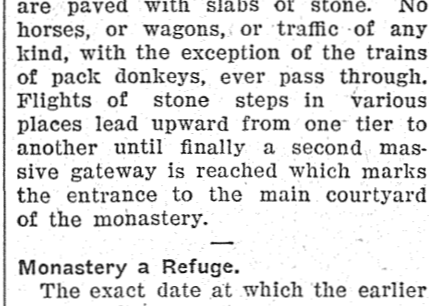 are paved with slabs of stone. No
horses, or wagons, or traffic of any
kind, with the exception of the trains
of pack donkeys, ever pass through.
Flights of stone steps in various
places lead upward from one tier to
another until finally a second mas-
sive gateway is reached which marks
the entrance to the main courtyard
of the monastery.
Monastery a Refuge.
The exact date at which the earlier